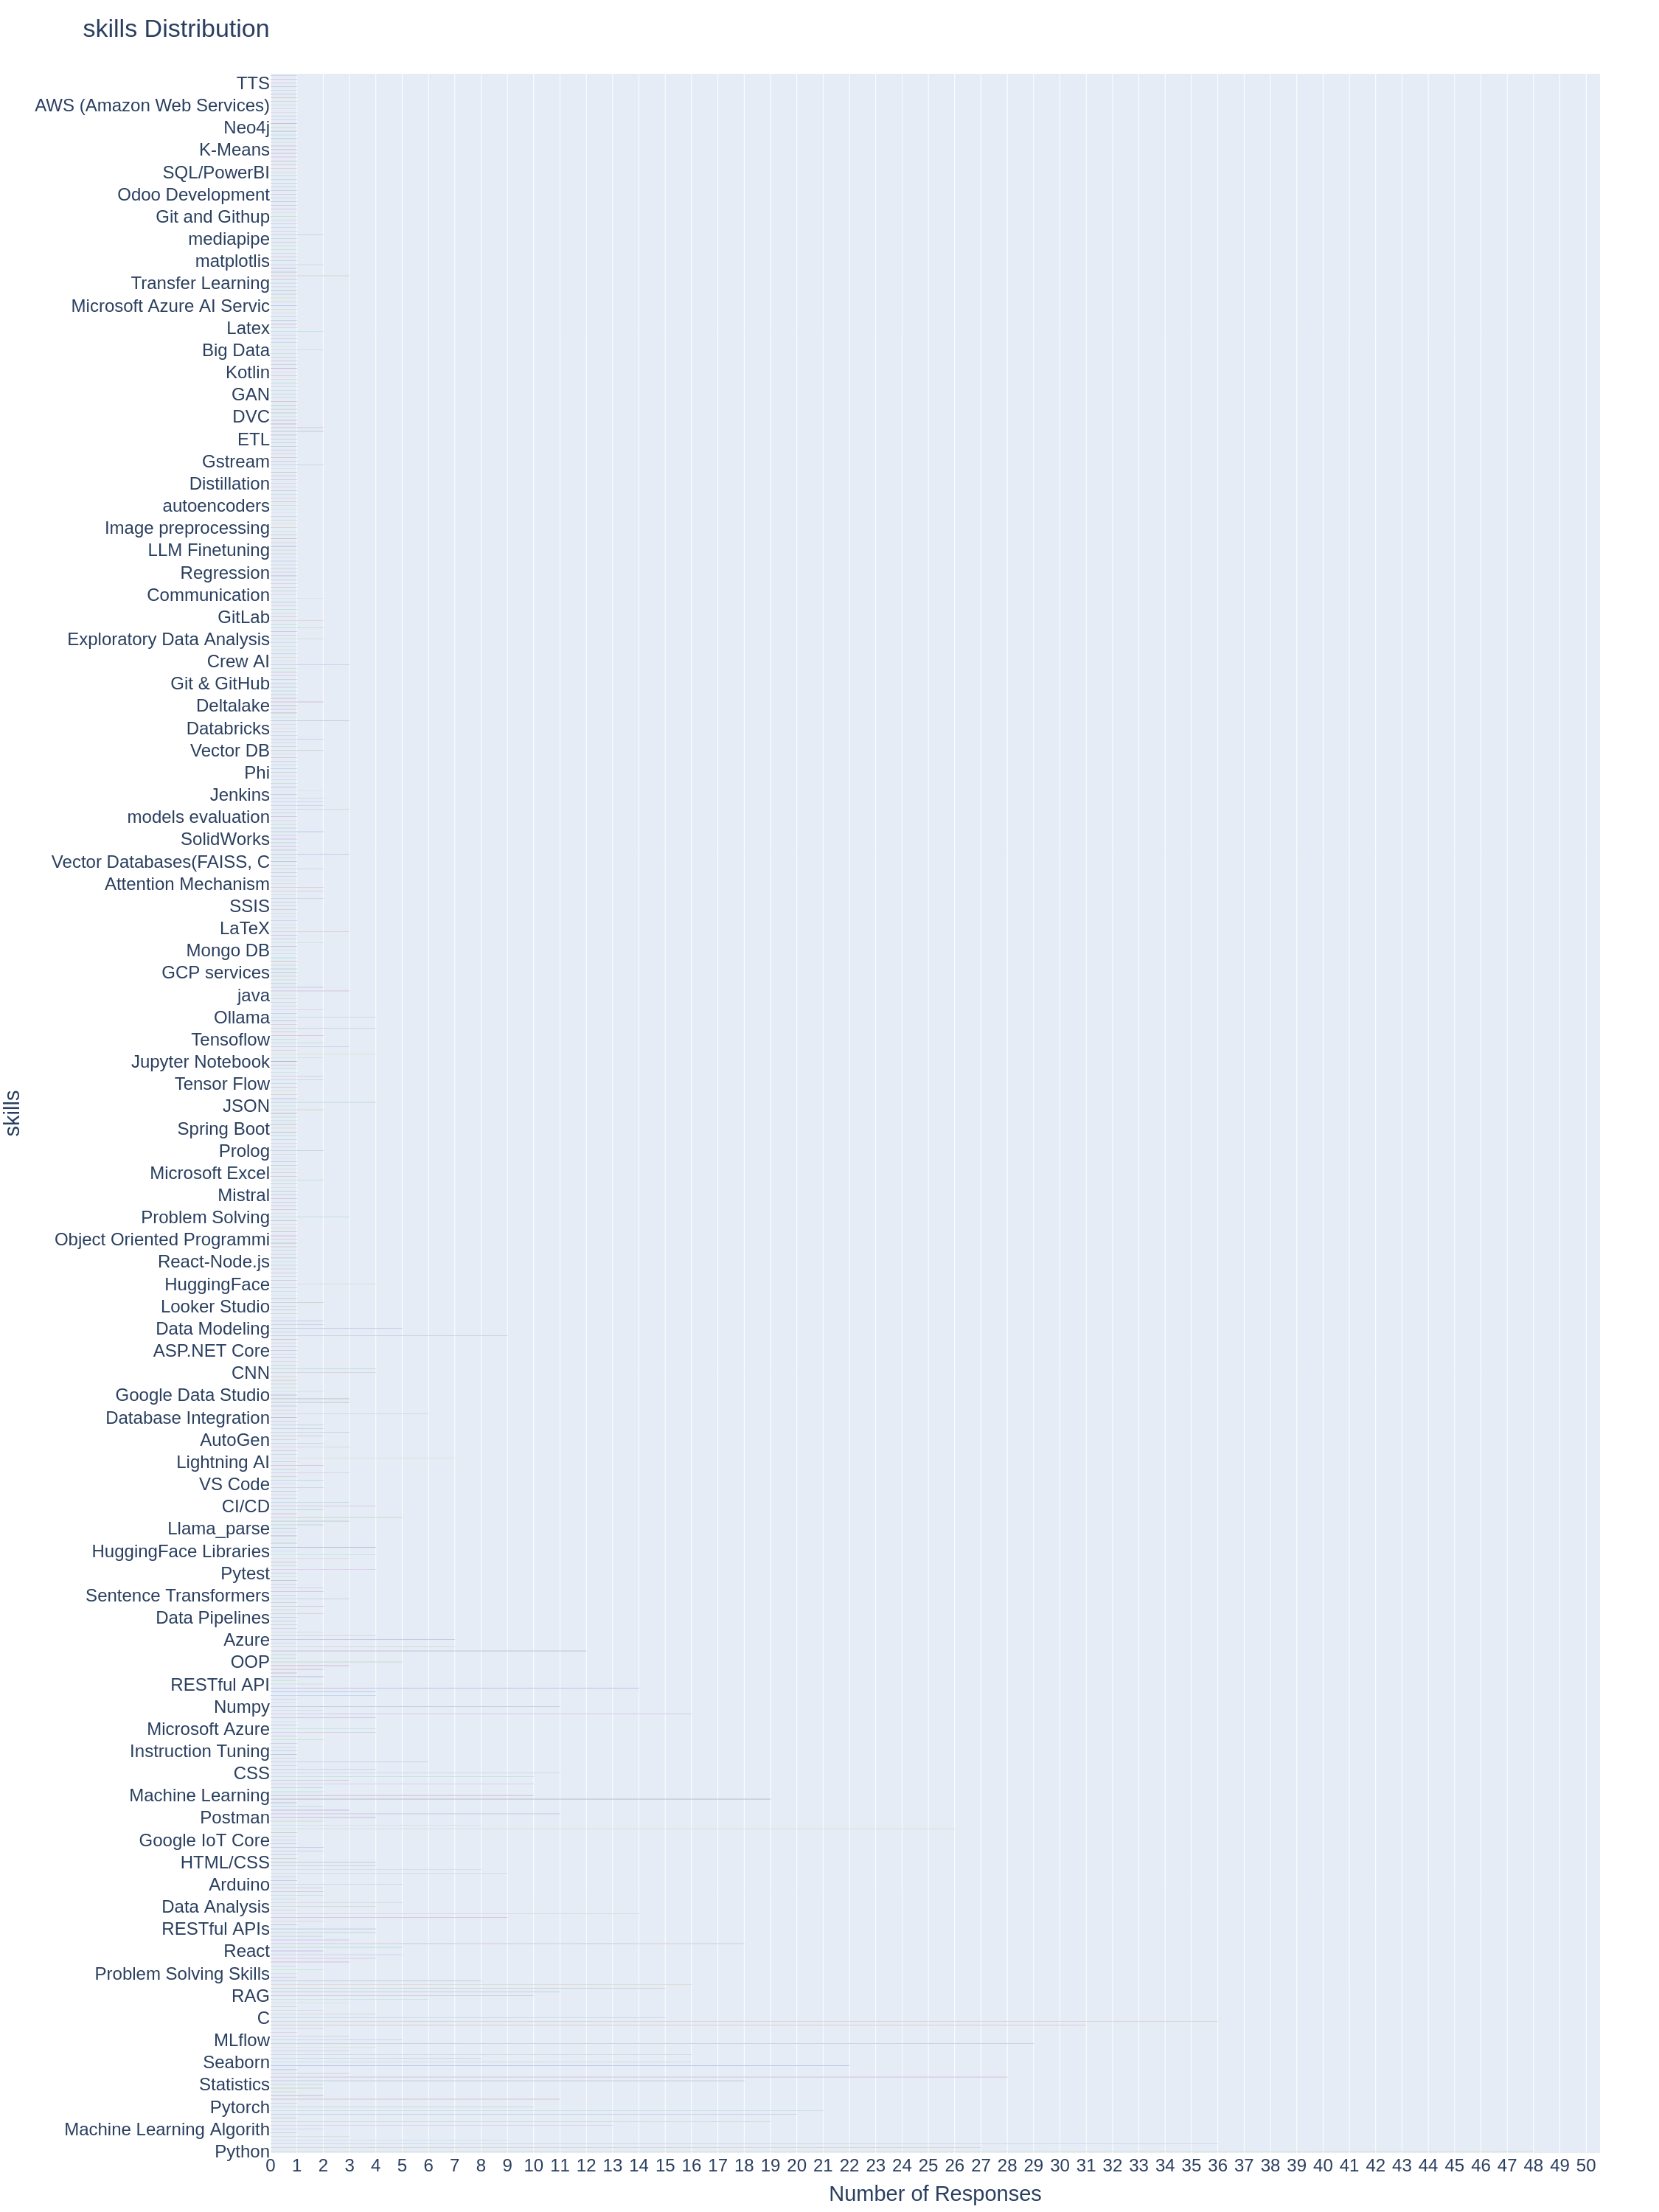 skills Distribution
TTS
AWS (Amazon Web Services)
Neo4j
K-Means
SQL/PowerBI
Odoo Development
Git and Githup
mediapipe
matplotlis
Transfer Learning
Microsoft Azure AI Servic
Latex
Big Data
Kotlin
GAN
DVC
ETL
Gstream
Distillation
autoencoders
Image preprocessing
LLM Finetuning
Regression
Communication
GitLab
Exploratory Data Analysis
Crew AI
Git & GitHub
Deltalake
Databricks
Vector DB
Phi
Jenkins
models evaluation
SolidWorks
Vector Databases(FAISS, C
Attention Mechanism
SSIS
LaTeX
Mongo DB
GCP services
java
Ollama
Tensoflow
Jupyter Notebook
Tensor Flow
JSON
Spring Boot
Prolog
Microsoft Excel
Mistral
Problem Solving
Object Oriented Programmi
React-Node.js
HuggingFace
Looker Studio
Data Modeling
ASP.NET Core
CNN
Google Data Studio
Database Integration
AutoGen
Lightning AI
VS Code
CI/CD
Llama_parse
HuggingFace Libraries
Pytest
Sentence Transformers
Data Pipelines
Azure
OOP
RESTful API
Numpy
Microsoft Azure
Instruction Tuning
CSS
Machine Learning
Postman
Google IoT Core
HTML/CSS
Arduino
Data Analysis
RESTful APIs
React
Problem Solving Skills
RAG
C
MLflow
Seaborn
Statistics
Pytorch
Machine Learning Algorith
Python
skills
0 1 2 3 4 5 6 7 8 9 10 11 12 13 14 15 16 17 18 19 20 21 22 23 24 25 26 27 28 29 30 31 32 33 34 35 36 37 38 39 40 41 42 43 44 45 46 47 48 49 50
Number of Responses